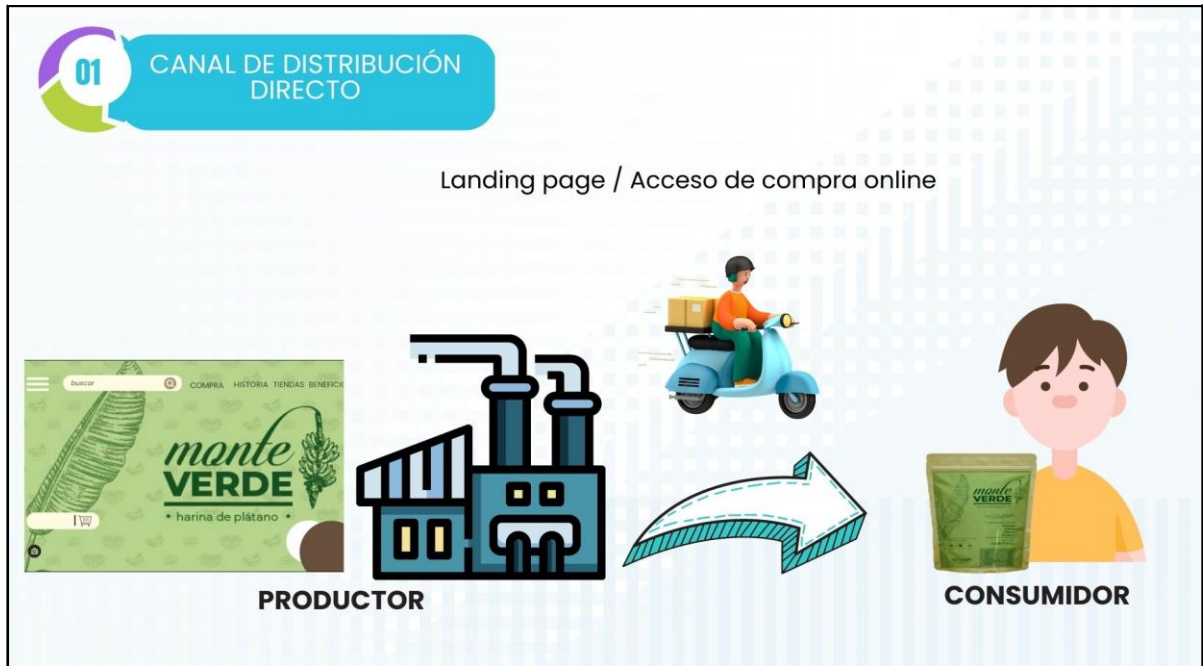 01
CANAL DE DISTRIBUCIÓN
DIRECTO
Landing page / Acceso de compra online
buscar
COMPRA HISTORIA TIENDAS BENEFICI
monte
VERDE
• harina de plátano •
monte
VERDE
PRODUCTOR
CONSUMIDOR